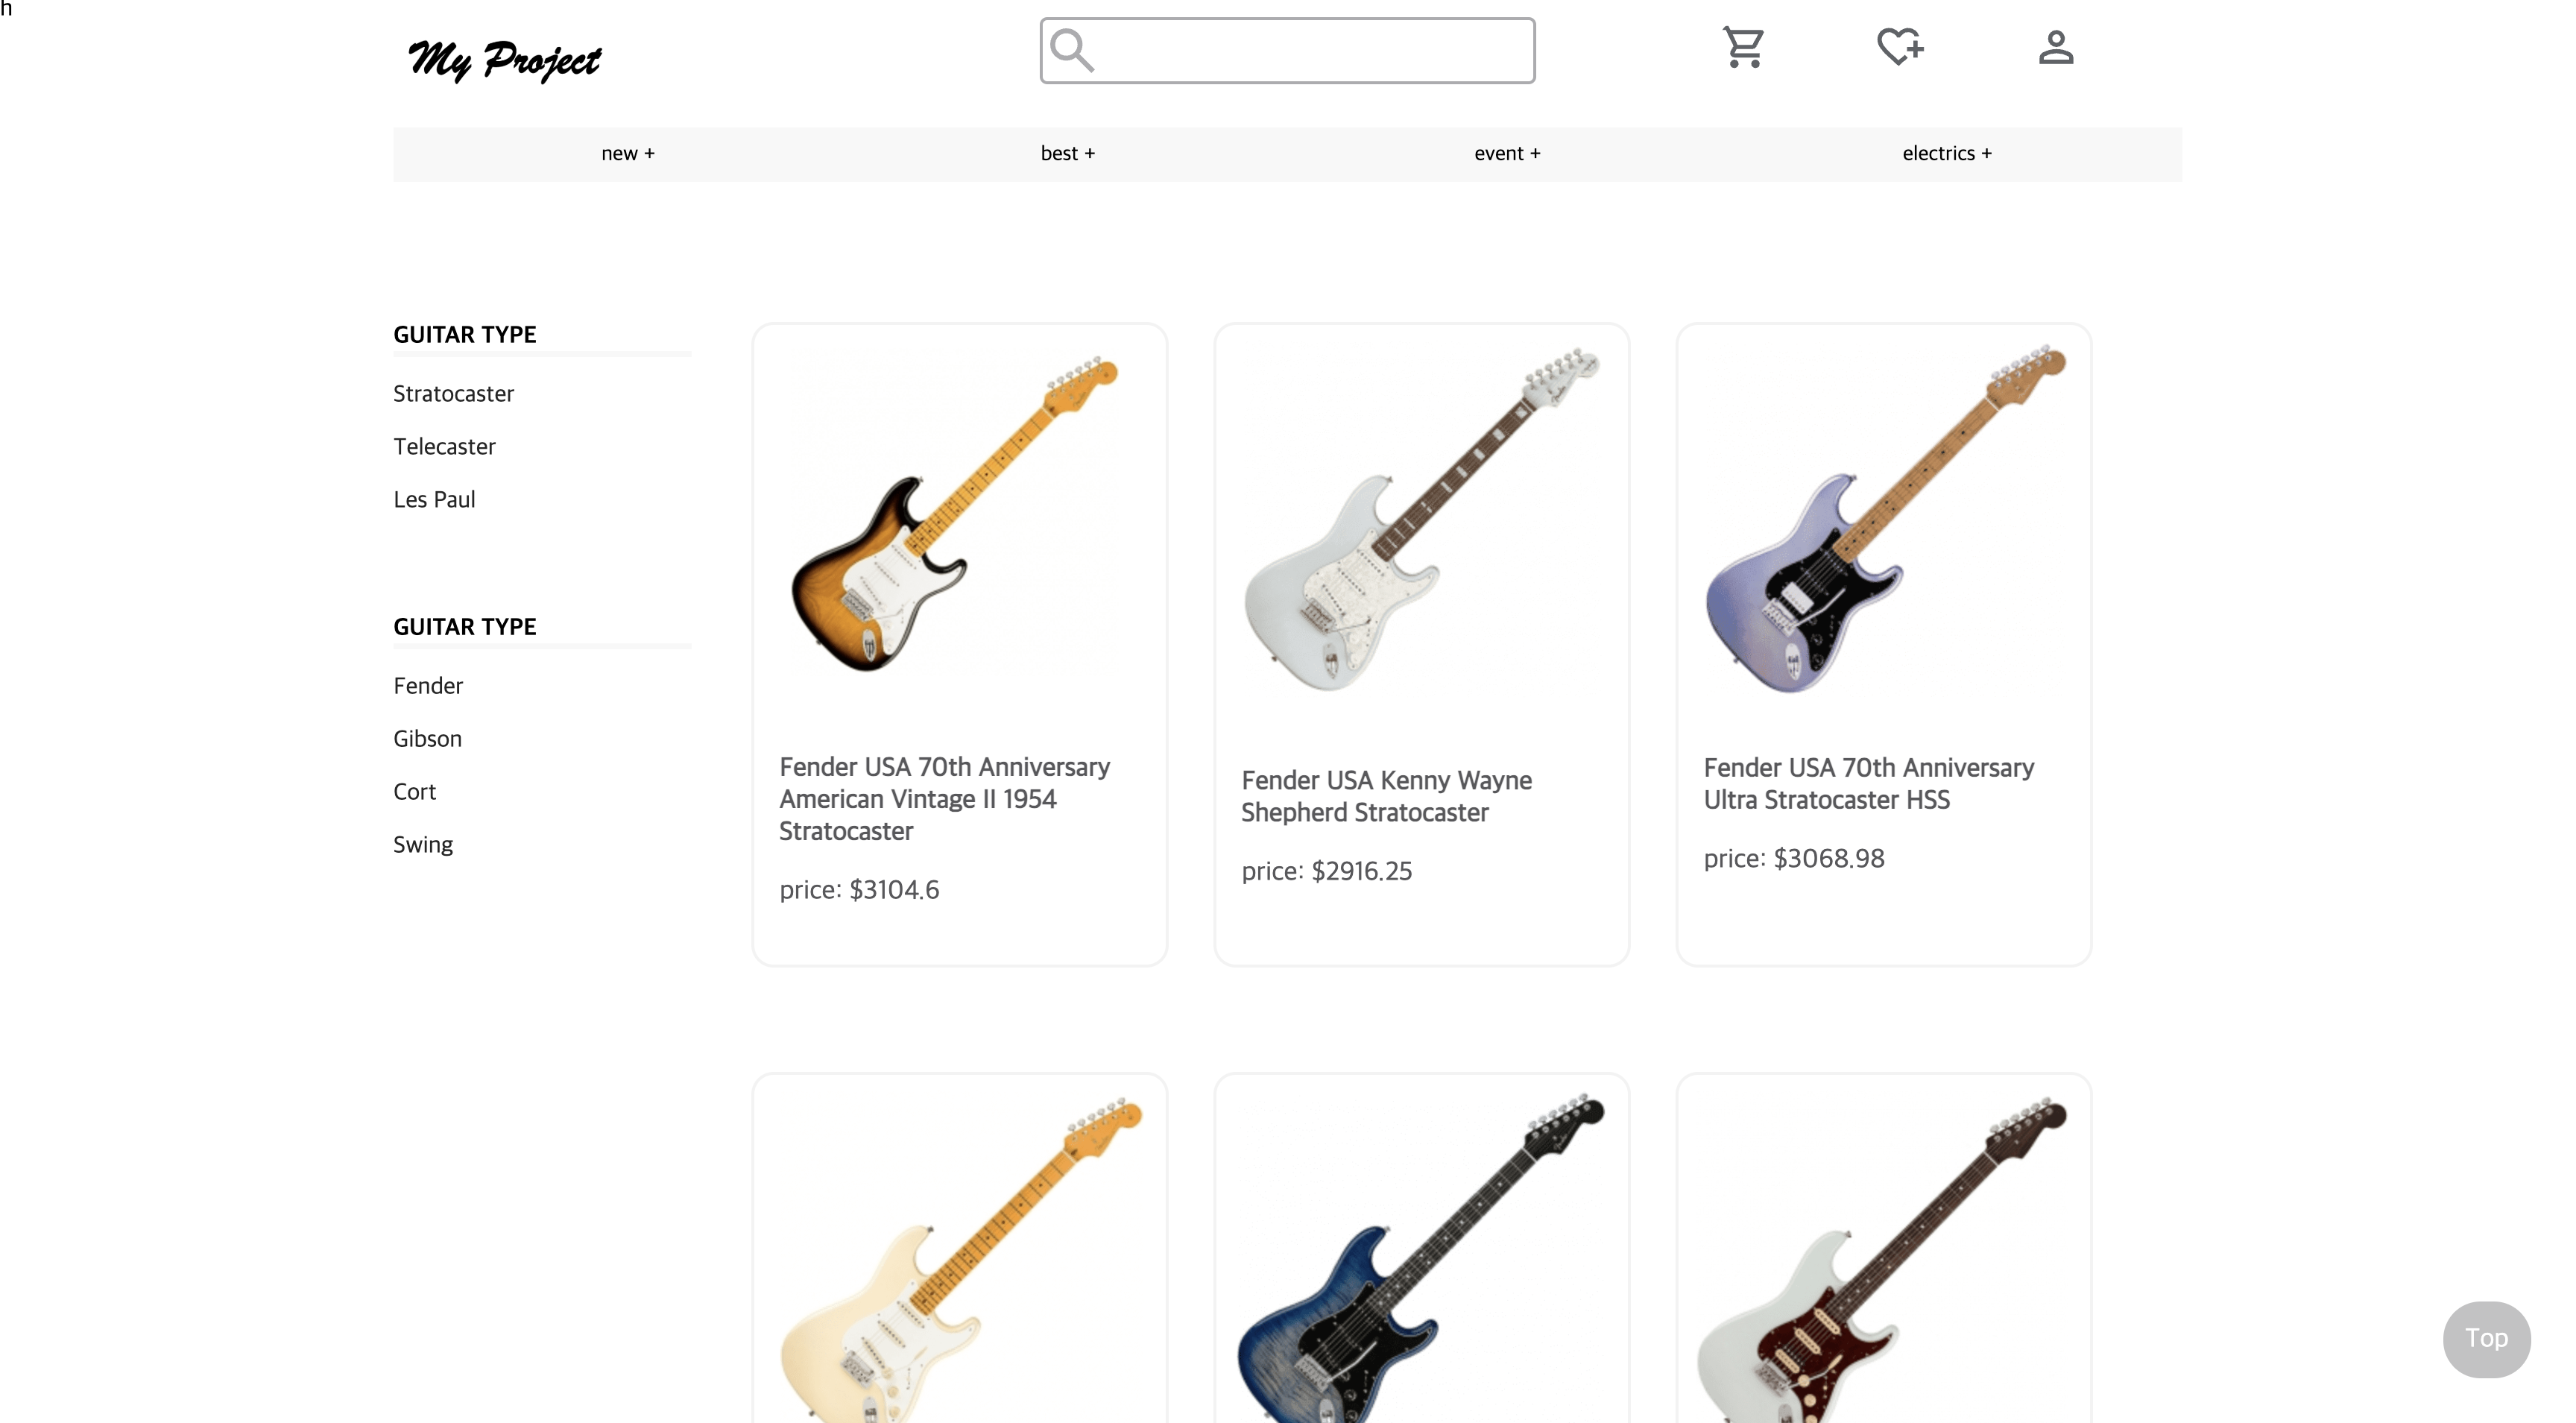 h
My Project
new +
best +
event +
electrics +
GUITAR TYPE
Stratocaster
Telecaster
Les Paul
GUITAR TYPE
Fender
Gibson
Cort
Swing
Fender USA 70th Anniversary
American Vintage II 1954
Stratocaster
price: $3104.6
Fender USA Kenny Wayne
Shepherd Stratocaster
price: $2916.25
Fender USA 70th Anniversary
Ultra Stratocaster HSS
price: $3068.98
Top